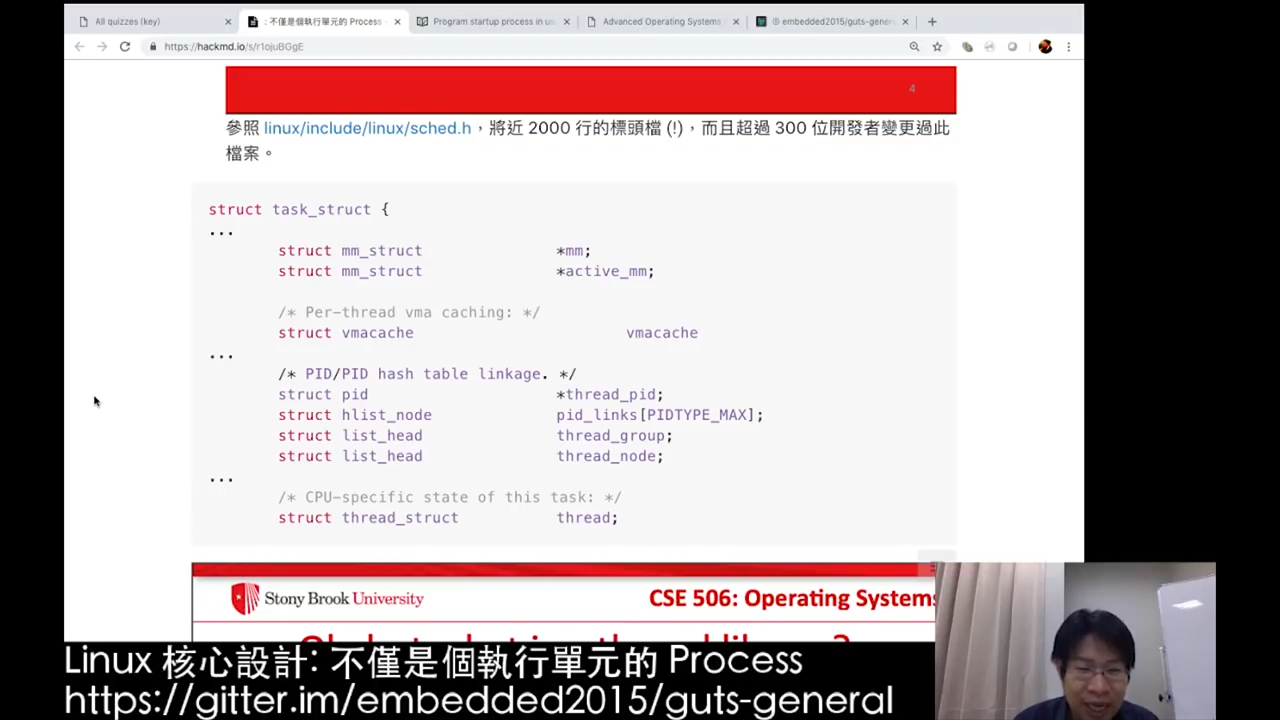 All quizzes (key)
: 不僅是個執行單元的 Process -
Program startup process in us
Advanced Operating Systems
embedded2015/guts-gener
https://hackmd.io/s/r1ojuBGgE
4
參照 linux/include/linux/sched.h，將近 2000 行的標頭檔 (!)，而且超過 300 位開發者變更過此
檔案。
struct task_struct {
...
struct mm_struct *mm;
struct mm_struct *active_mm;
/* Per-thread vma caching: */
struct vmacache vmacache
...
/* PID/PID hash table linkage. */
struct pid *thread_pid;
struct hlist_node pid_links[PIDTYPE_MAX];
struct list_head thread_group;
struct list_head thread_node;
...
/* CPU-specific state of this task: */
struct thread_struct thread;
Stony Brook University
CSE 506: Operating Systems
Linux 核心設計: 不僅是個執行單元的 Process
https://gitter.im/embedded2015/guts-general